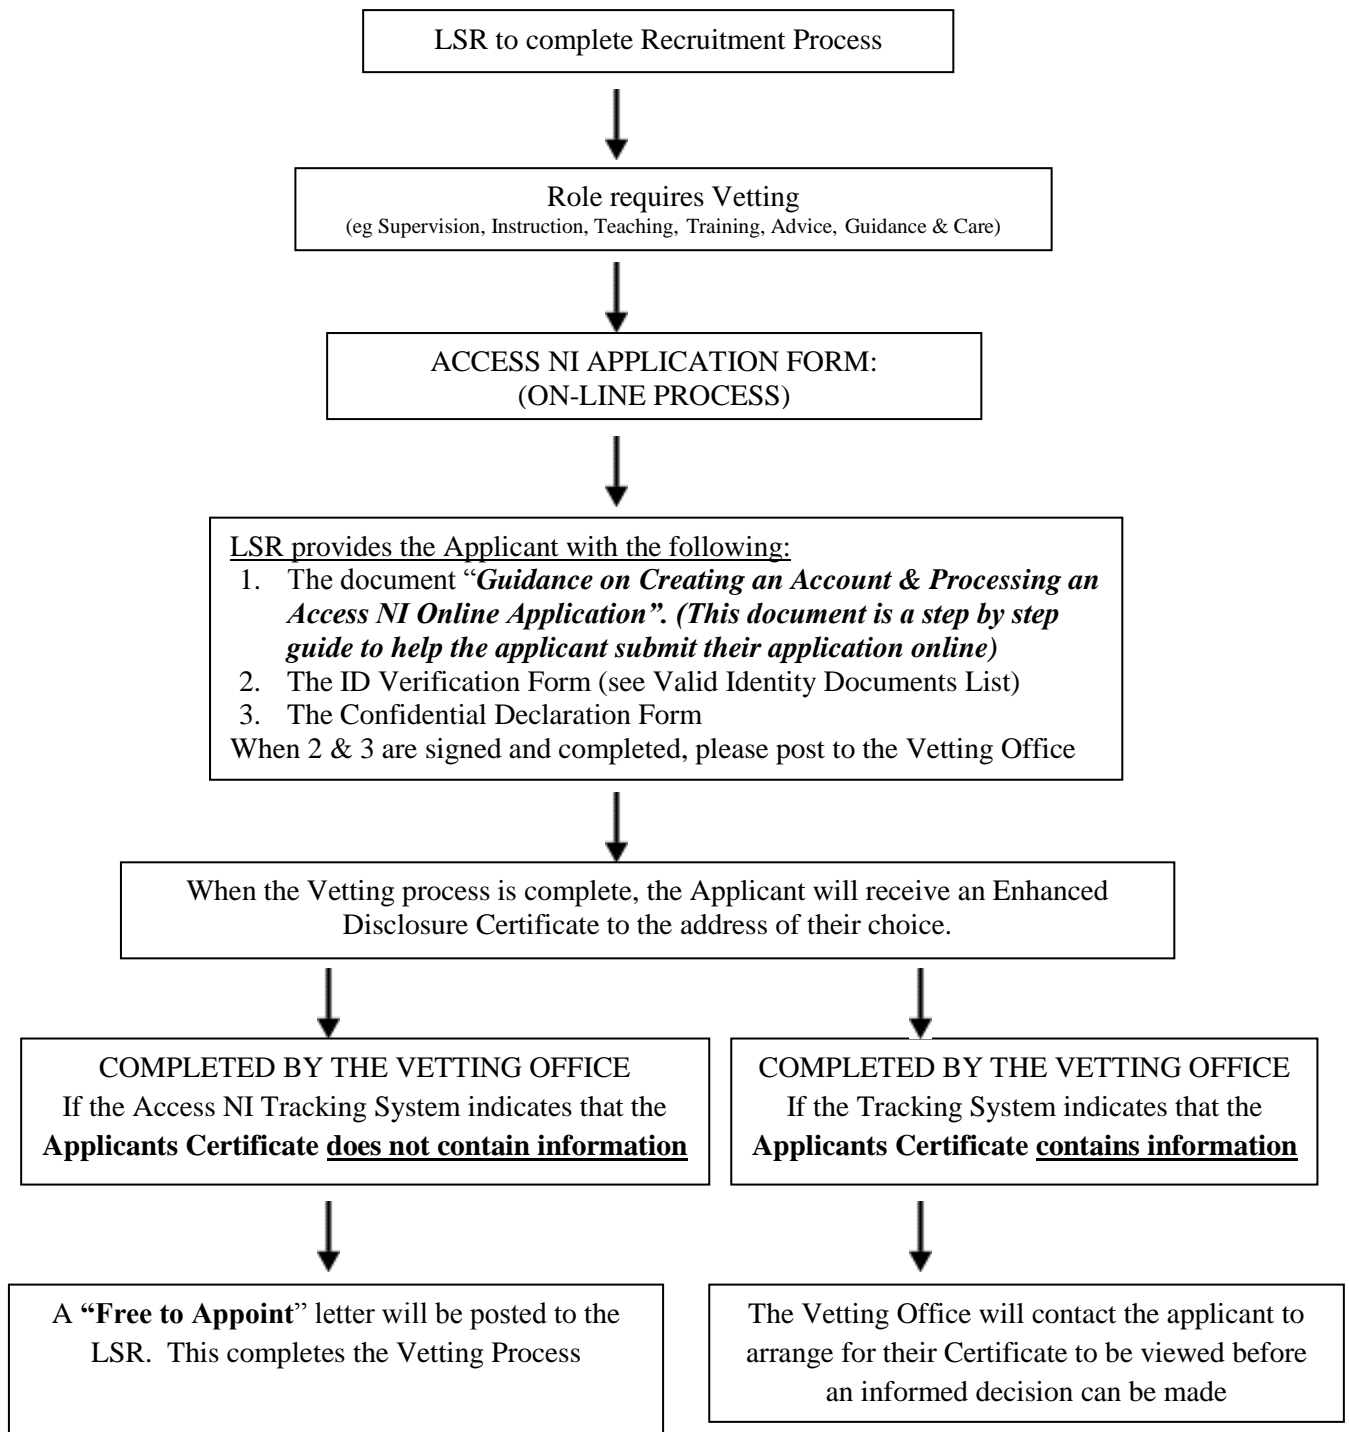 LSR to complete Recruitment Process
Role requires Vetting
(eg Supervision, Instruction, Teaching, Training, Advice, Guidance & Care)
ACCESS NI APPLICATION FORM:
(ON-LINE PROCESS)
LSR provides the Applicant with the following:
1. The document “Guidance on Creating an Account & Processing an
Access NI Online Application”. (This document is a step by step
guide to help the applicant submit their application online)
2. The ID Verification Form (see Valid Identity Documents List)
3. The Confidential Declaration Form
When 2 & 3 are signed and completed, please post to the Vetting Office
When the Vetting process is complete, the Applicant will receive an Enhanced
Disclosure Certificate to the address of their choice.
COMPLETED BY THE VETTING OFFICE
If the Access NI Tracking System indicates that the
Applicants Certificate does not contain information
COMPLETED BY THE VETTING OFFICE
If the Tracking System indicates that the
Applicants Certificate contains information
A “Free to Appoint” letter will be posted to the
LSR. This completes the Vetting Process
The Vetting Office will contact the applicant to
arrange for their Certificate to be viewed before
an informed decision can be made